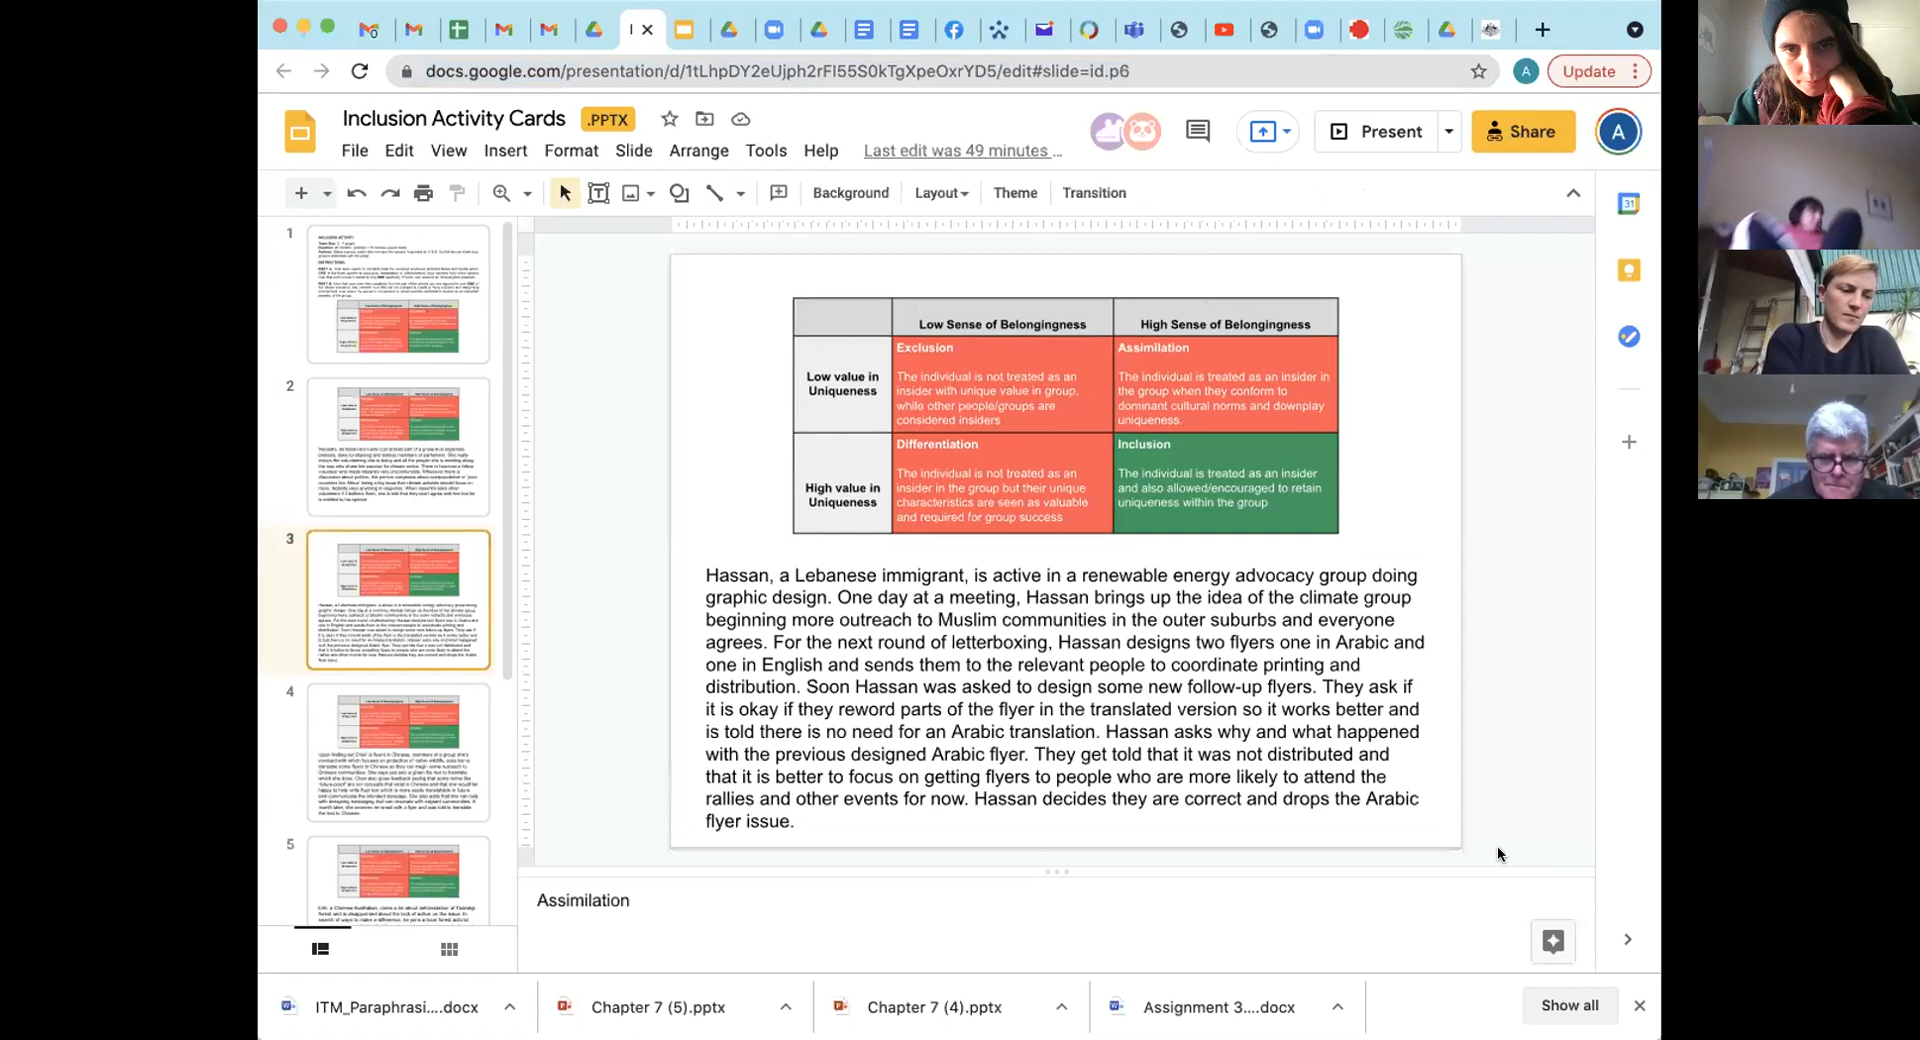 docs.google.com/presentation/d/1tLhpDY2eUjph2rFI55S0kTgXpeOxrYD5/edit#slide=id.p6
A
Update
Inclusion Activity Cards
.PPTX
File Edit View Insert Format Slide Arrange Tools Help Last edit was 49 minutes ...
Present
Share
A
Background Layout Theme Transition
31
1
2
3
4
5
Low Sense of Belongingness
High Sense of Belongingness
Low value in
Uniqueness
Exclusion
The individual is not treated as an
insider with unique value in group,
while other people/groups are
considered insiders
Assimilation
The individual is treated as an insider in
the group when they conform to
dominant cultural norms and downplay
uniqueness.
High value in
Uniqueness
Differentiation
The individual is not treated as an
insider in the group but their unique
characteristics are seen as valuable
and required for group success
Inclusion
The individual is treated as an insider
and also allowed/encouraged to retain
uniqueness within the group
Hassan, a Lebanese immigrant, is active in a renewable energy advocacy group doing
graphic design. One day at a meeting, Hassan brings up the idea of the climate group
beginning more outreach to Muslim communities in the outer suburbs and everyone
agrees. For the next round of letterboxing, Hassan designs two flyers one in Arabic and
one in English and sends them to the relevant people to coordinate printing and
distribution. Soon Hassan was asked to design some new follow-up flyers. They ask if
it is okay if they reword parts of the flyer in the translated version so it works better and
is told there is no need for an Arabic translation. Hassan asks why and what happened
with the previous designed Arabic flyer. They get told that it was not distributed and
that it is better to focus on getting flyers to people who are more likely to attend the
rallies and other events for now. Hassan decides they are correct and drops the Arabic
flyer issue.
Assimilation
ITM_Paraphrasi....docx
Chapter 7 (5).pptx
Chapter 7 (4).pptx
Assignment 3....docx
Show all